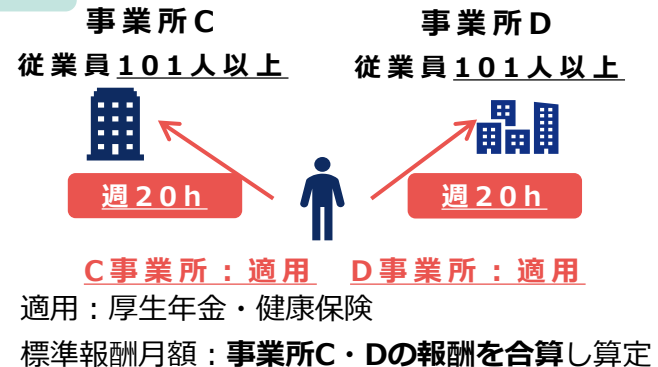 事業所C 事業所D
従業員101人以上 従業員101人以上
週20h 週20h
C事業所：適用 D事業所：適用
適用：厚生年金・健康保険
標準報酬月額：事業所C・Dの報酬を合算し算定